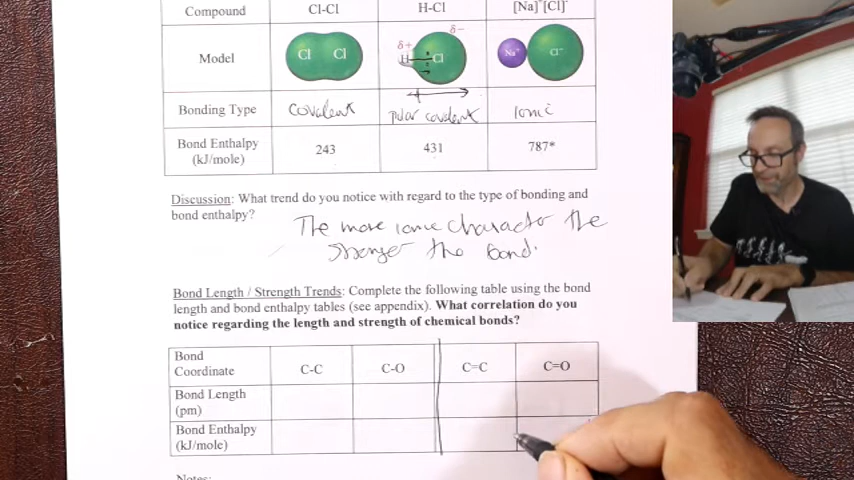 Compound Cl-Cl H-Cl [Na]⁺[Cl]⁻
Model Cl Cl δ+ δ- H Cl Na⁺ Cl⁻
Bonding Type Covalent polar covalent Ionic
Bond Enthalpy (kJ/mole) 243 431 787*
Discussion: What trend do you notice with regard to the type of bonding and
bond enthalpy?
The more ionic character the
stronger the Bond.
Bond Length / Strength Trends: Complete the following table using the bond
length and bond enthalpy tables (see appendix). What correlation do you
notice regarding the length and strength of chemical bonds?
Bond Coordinate C-C C-O C=C C=O
Bond Length (pm)
Bond Enthalpy (kJ/mole)
Notes: